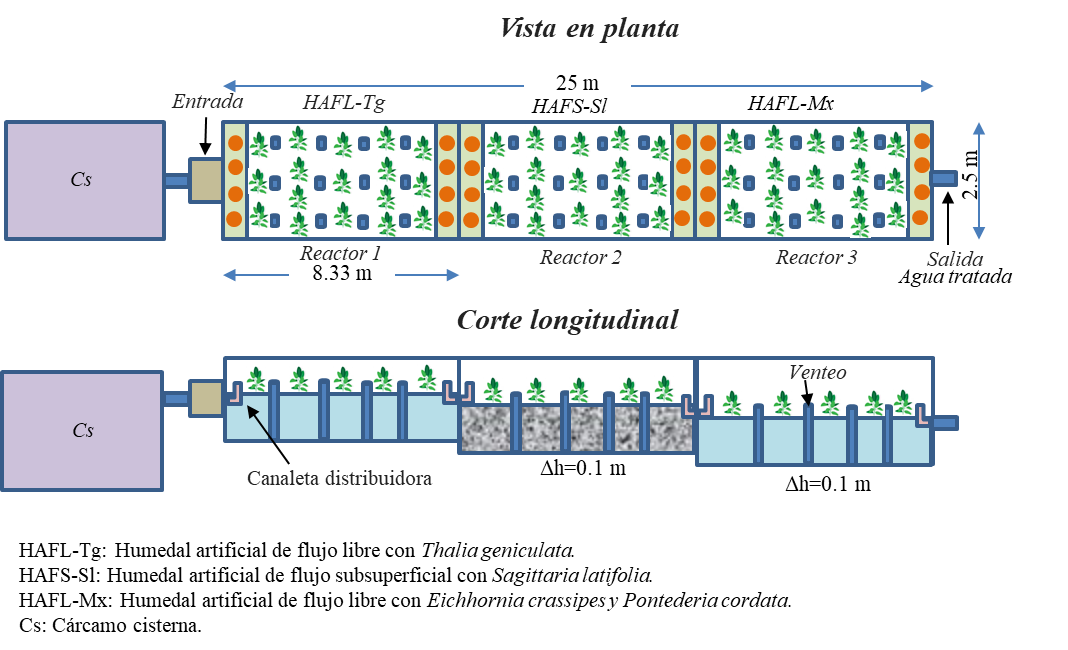 Vista en planta
25 m
Entrada
HAFL-Tg
HAFS-Sl
HAFL-Mx
Cs
2.5 m
Reactor 1
Reactor 2
Reactor 3
8.33 m
Salida
Agua tratada
Corte longitudinal
Venteo
Cs
Canaleta distribuidora
Δh=0.1 m
Δh=0.1 m
HAFL-Tg: Humedal artificial de flujo libre con Thalia geniculata.
HAFS-Sl: Humedal artificial de flujo subsuperficial con Sagittaria latifolia.
HAFL-Mx: Humedal artificial de flujo libre con Eichhornia crassipes y Pontederia cordata.
Cs: Cárcamo cisterna.